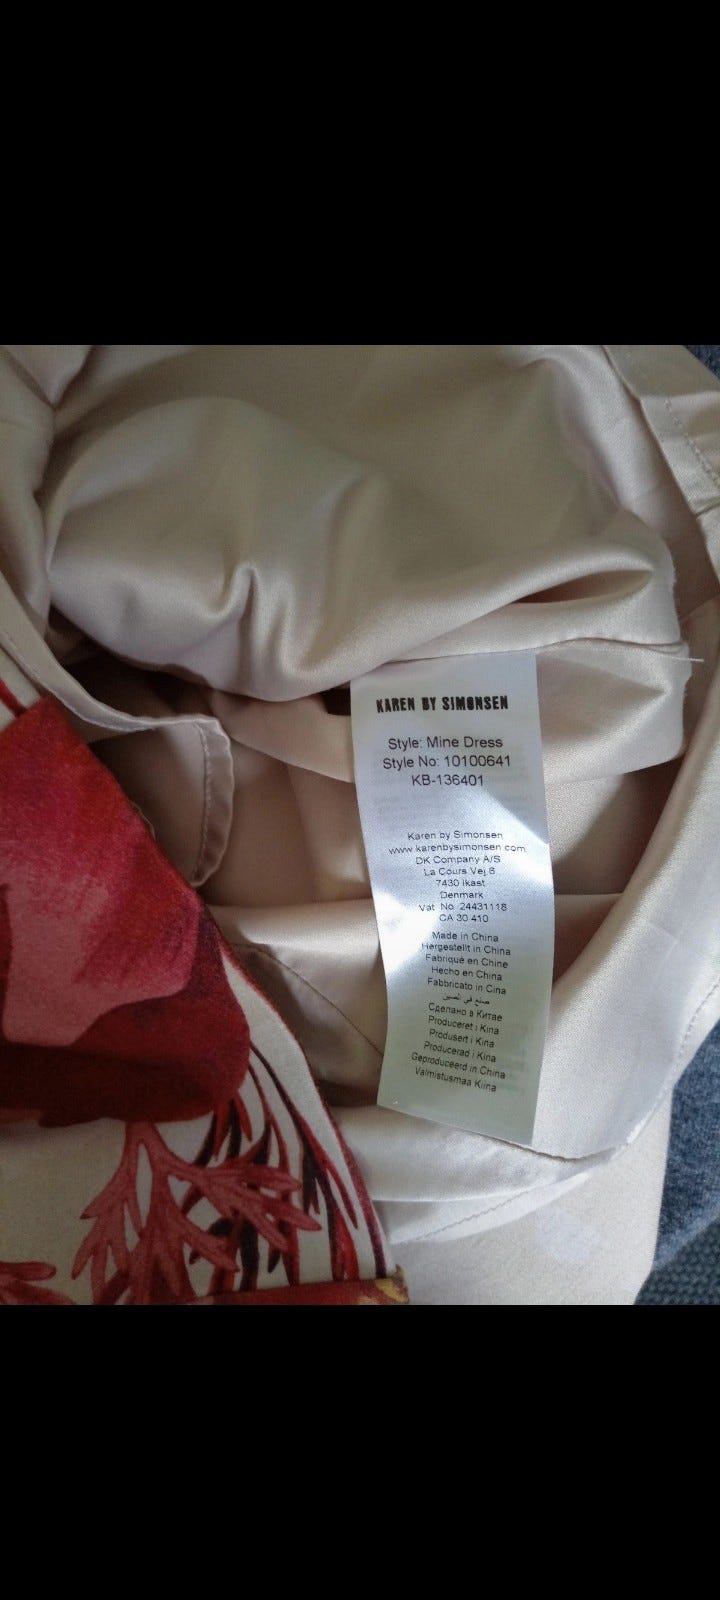 KAREN BY SIMONSEN
Style: Mine Dress
Style No: 10100641
KB-136401
Karen by Simonsen
www.karenbysimonsen.com
DK Company A/S
La Cours Vej 6
7430 Ikast
Denmark
Vat No. 24431118
CA 30 410
Made in China
Hergestellt in China
Fabriqué en Chine
Hecho en China
Fabbricato in Cina
صنع في الصين
Сделано в Китае
Produceret i Kina
Produsert i Kina
Producerad i Kina
Geproduceerd in China
Valmistusmaa Kiina